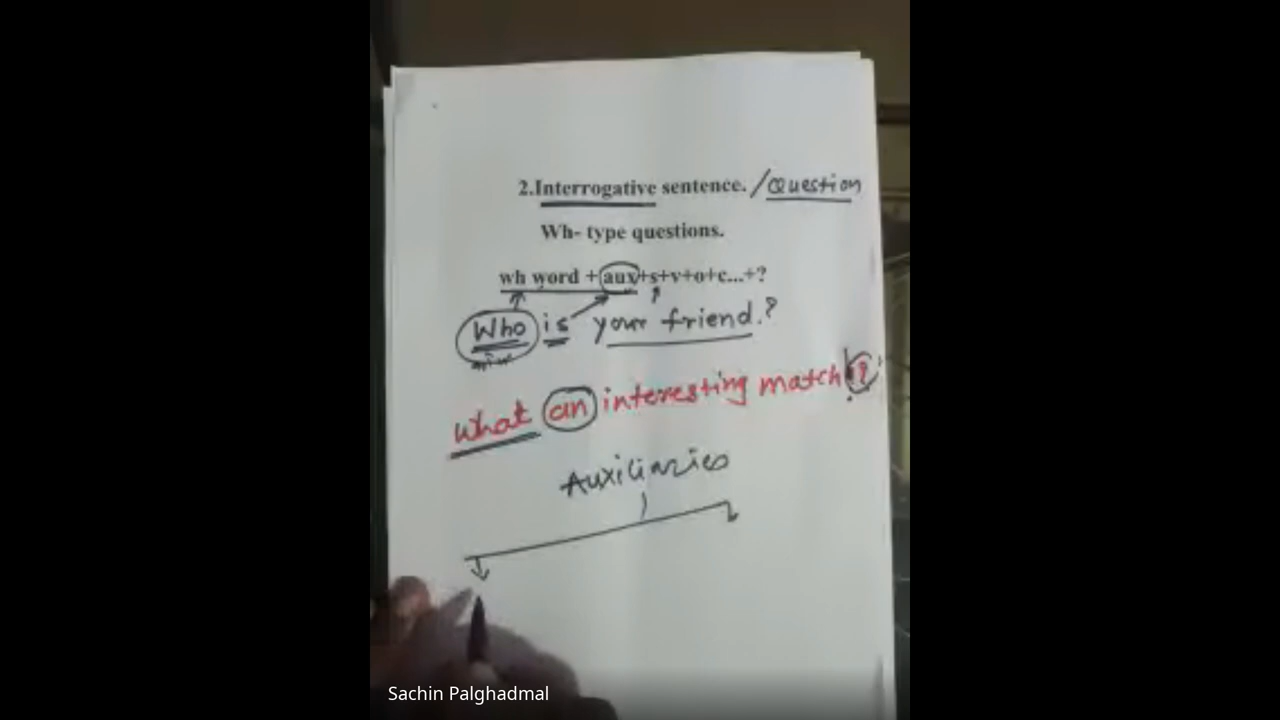 2.Interrogative sentence. / Question
Wh- type questions.
wh word +aux+s+v+o+c...+?
Who is your friend.?
What an interesting match !?
Auxiliaries
Sachin Palghadmal